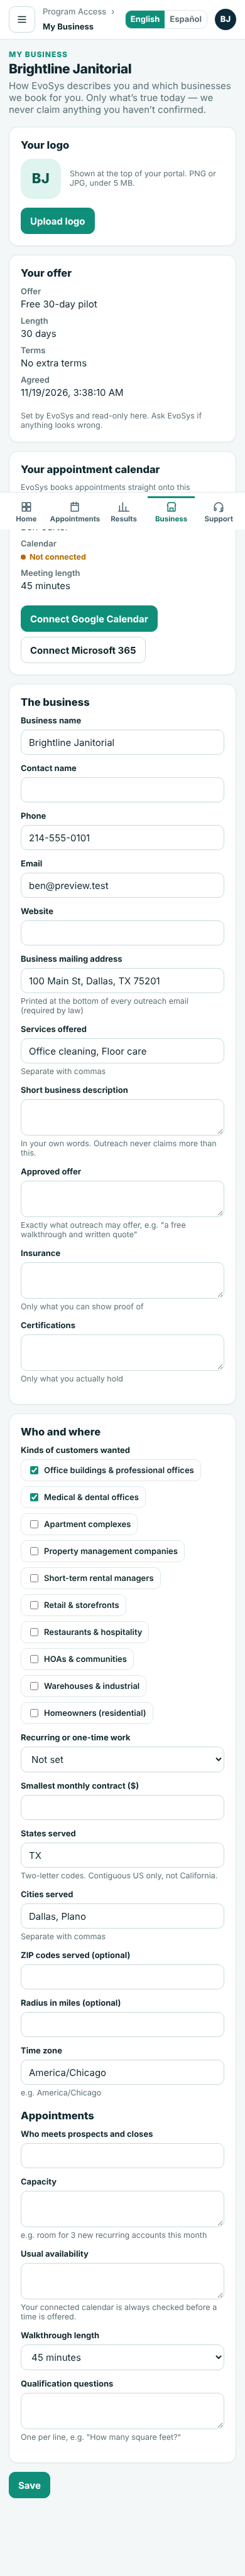 Program Access ›
My Business
English Español
BJ
MY BUSINESS
Brightline Janitorial
How EvoSys describes you and which businesses
we book for you. Only what's true today — we
never claim anything you haven't confirmed.
Your logo
BJ
Shown at the top of your portal. PNG or
JPG, under 5 MB.
Upload logo
Your offer
Offer
Free 30-day pilot
Length
30 days
Terms
No extra terms
Agreed
11/19/2026, 3:38:10 AM
Set by EvoSys and read-only here. Ask EvoSys if
anything looks wrong.
Your appointment calendar
EvoSys books appointments straight onto this
Home Appointments Results Business Support
Calendar
Not connected
Meeting length
45 minutes
Connect Google Calendar
Connect Microsoft 365
The business
Business name
Brightline Janitorial
Contact name
Phone
214-555-0101
Email
ben@preview.test
Website
Business mailing address
100 Main St, Dallas, TX 75201
Printed at the bottom of every outreach email
(required by law)
Services offered
Office cleaning, Floor care
Separate with commas
Short business description
In your own words. Outreach never claims more than
this.
Approved offer
Exactly what outreach may offer, e.g. "a free
walkthrough and written quote"
Insurance
Only what you can show proof of
Certifications
Only what you actually hold
Who and where
Kinds of customers wanted
Office buildings & professional offices
Medical & dental offices
Apartment complexes
Property management companies
Short-term rental managers
Retail & storefronts
Restaurants & hospitality
HOAs & communities
Warehouses & industrial
Homeowners (residential)
Recurring or one-time work
Not set
Smallest monthly contract ($)
States served
TX
Two-letter codes. Contiguous US only, not California.
Cities served
Dallas, Plano
Separate with commas
ZIP codes served (optional)
Radius in miles (optional)
Time zone
America/Chicago
e.g. America/Chicago
Appointments
Who meets prospects and closes
Capacity
e.g. room for 3 new recurring accounts this month
Usual availability
Your connected calendar is always checked before a
time is offered.
Walkthrough length
45 minutes
Qualification questions
One per line, e.g. "How many square feet?"
Save